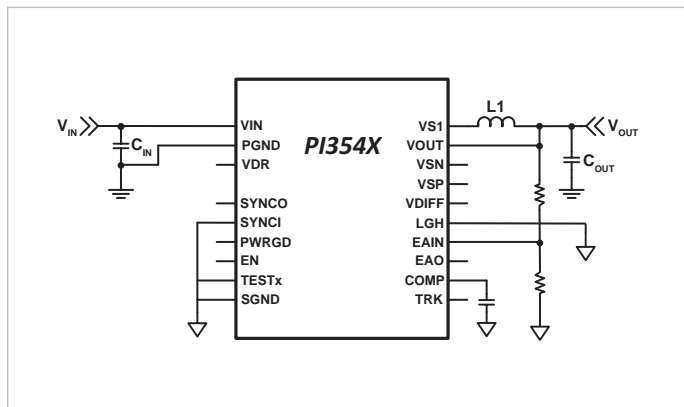 V_IN
C_IN
VIN
PGND
VDR
SYNCO
SYNCI
PWRGD
EN
TESTx
SGND
PI354X
VS1
VOUT
VSN
VSP
VDIFF
LGH
EAIN
EAO
COMP
TRK
L1
V_OUT
C_OUT